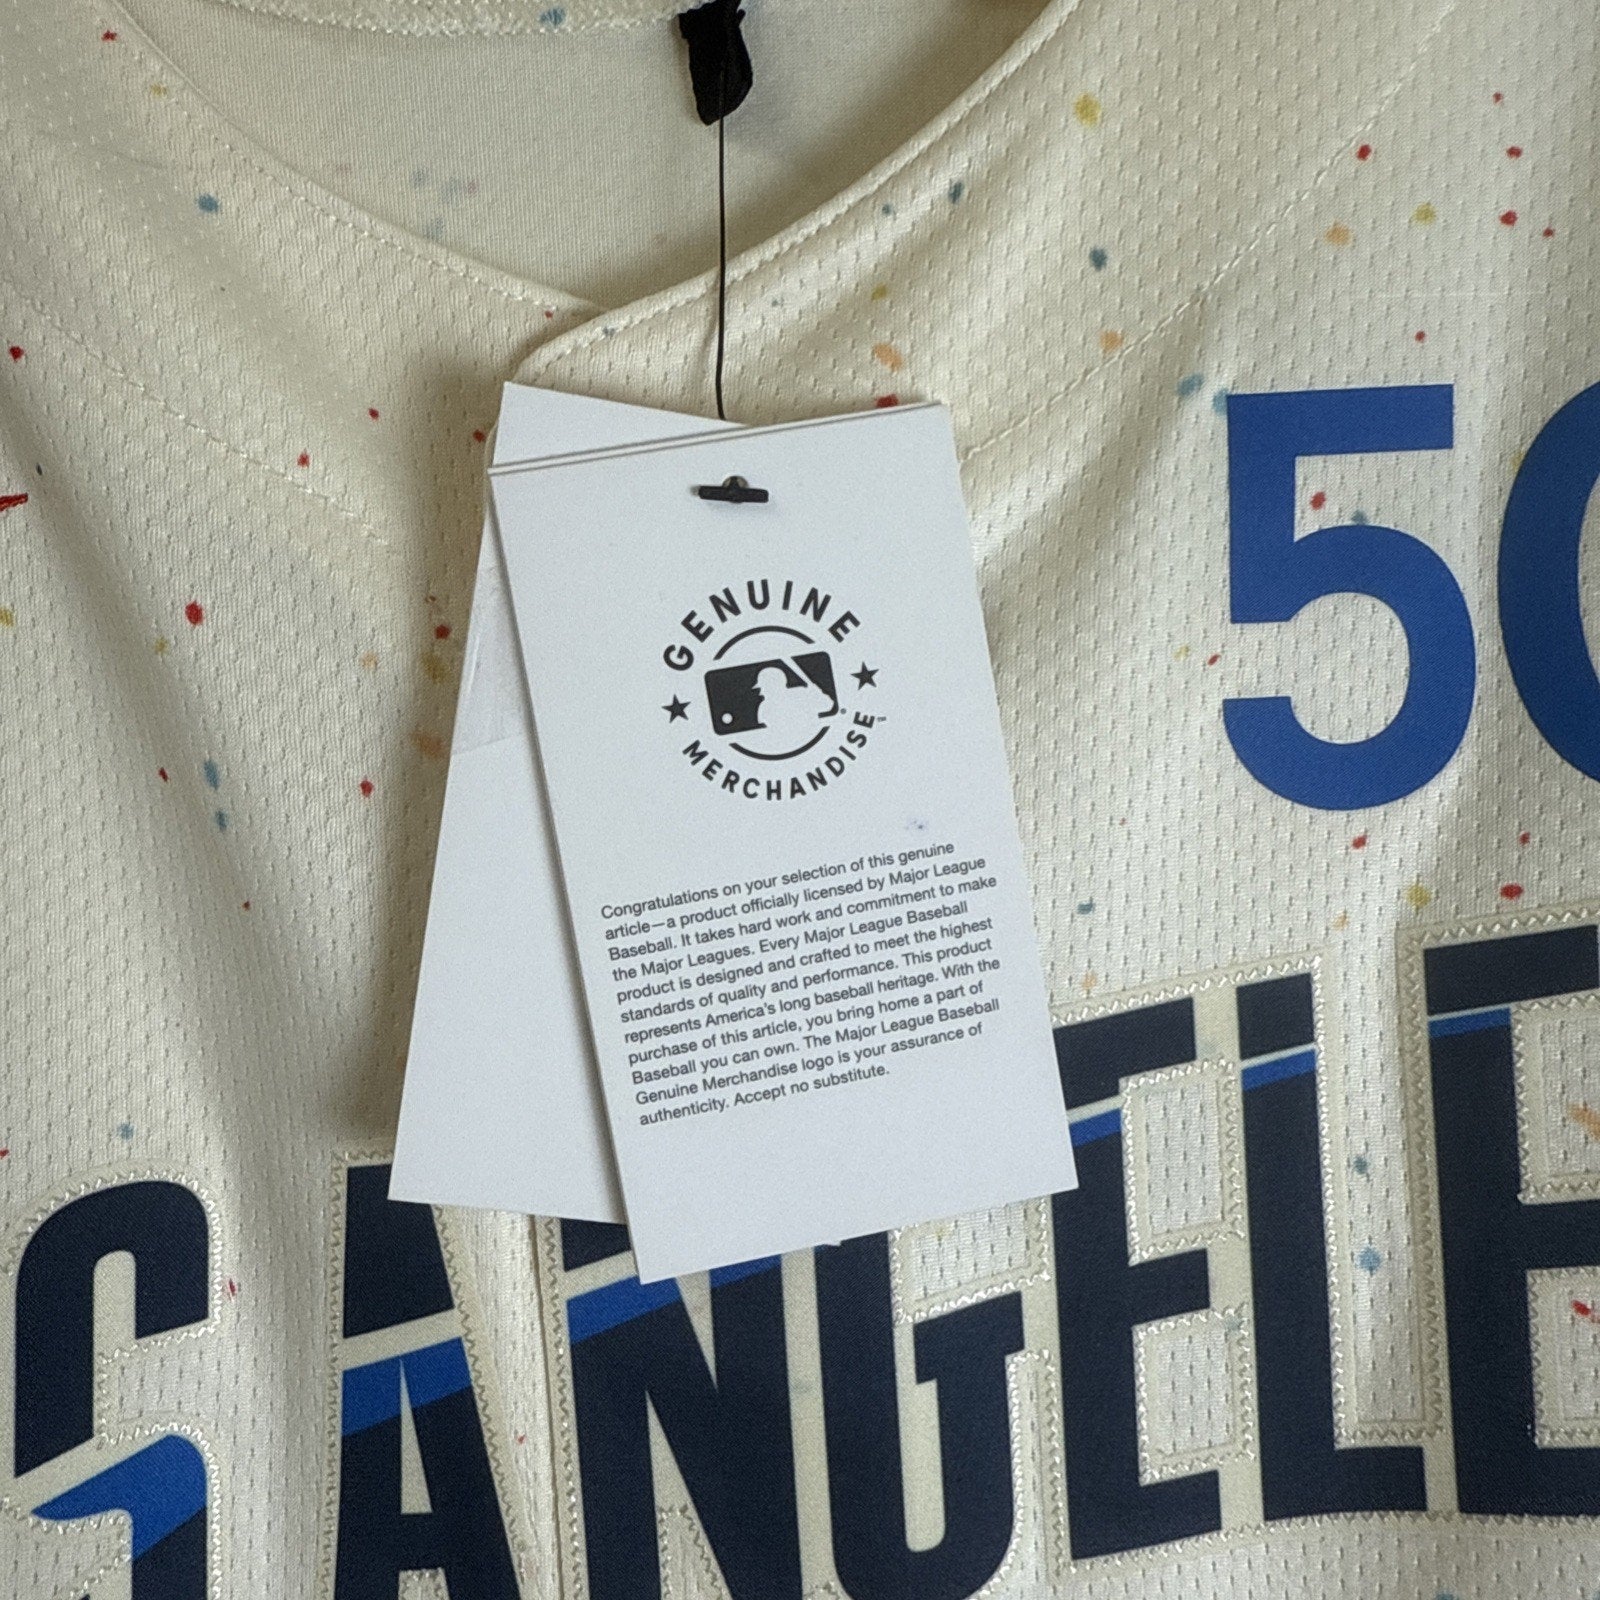 GENUINE
MERCHANDISE™
Congratulations on your selection of this genuine
article—a product officially licensed by Major League
Baseball. It takes hard work and commitment to make
the Major Leagues. Every Major League Baseball
product is designed and crafted to meet the highest
standards of quality and performance. This product
represents America's long baseball heritage. With the
purchase of this article, you bring home a part of
Baseball you can own. The Major League Baseball
Genuine Merchandise logo is your assurance of
authenticity. Accept no substitute.
5
S ANGELE